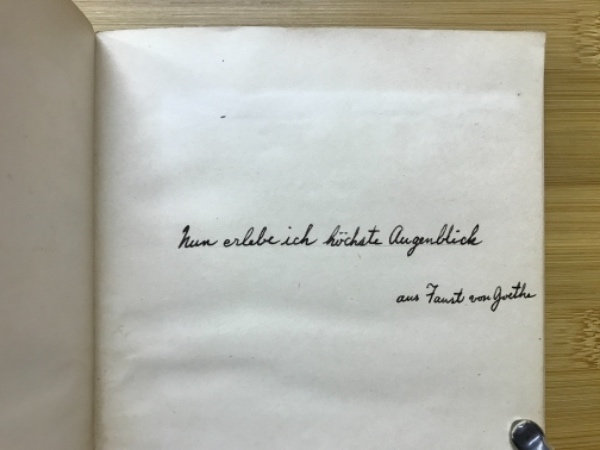 Nun erlebe ich höchste Augenblick
aus Faust von Goethe